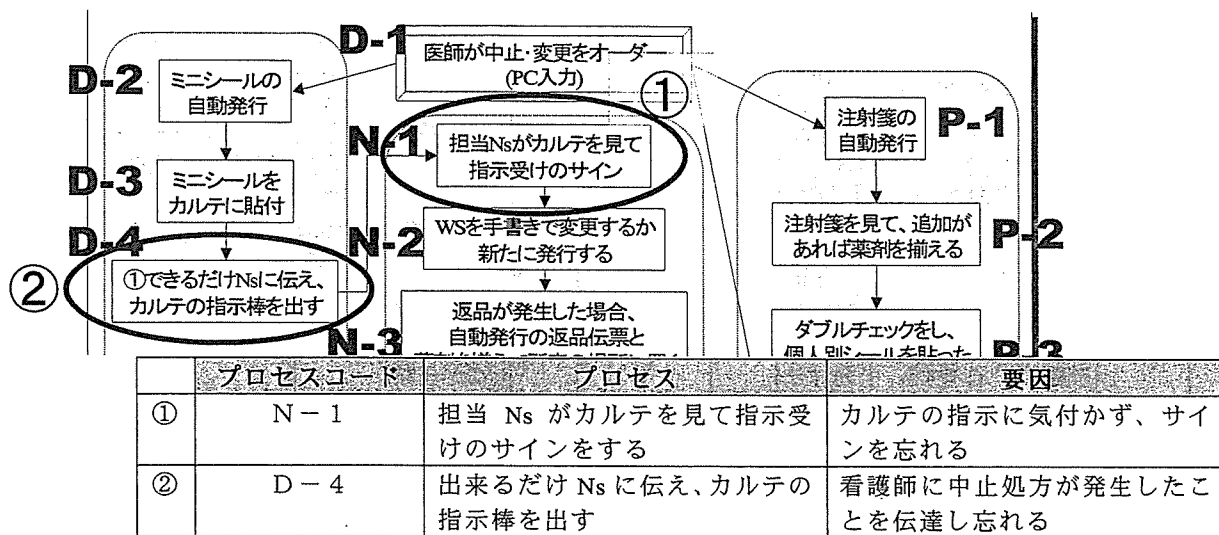 D-1
医師が中止・変更をオーダー
(PC入力)
①
D-2
ミニシールの
自動発行
D-3
ミニシールを
カルテに貼付
D-4
②
①できるだけNsに伝え、
カルテの指示棒を出す
N-1
担当Nsがカルテを見て
指示受けのサイン
N-2
WSを手書きで変更するか
新たに発行する
N-3
返品が発生した場合、
自動発行の返品伝票と
P-1
注射箋の
自動発行
P-2
注射箋を見て、追加が
あれば薬剤を揃える
P-3
ダブルチェックをし、
個人別シールを貼った
プロセスコード プロセス 要因
① N-1 担当 Ns がカルテを見て指示受 カルテの指示に気付かず、サイ
けのサインをする ンを忘れる
② D-4 出来るだけ Ns に伝え、カルテの 看護師に中止処方が発生したこ
指示棒を出す とを伝達し忘れる